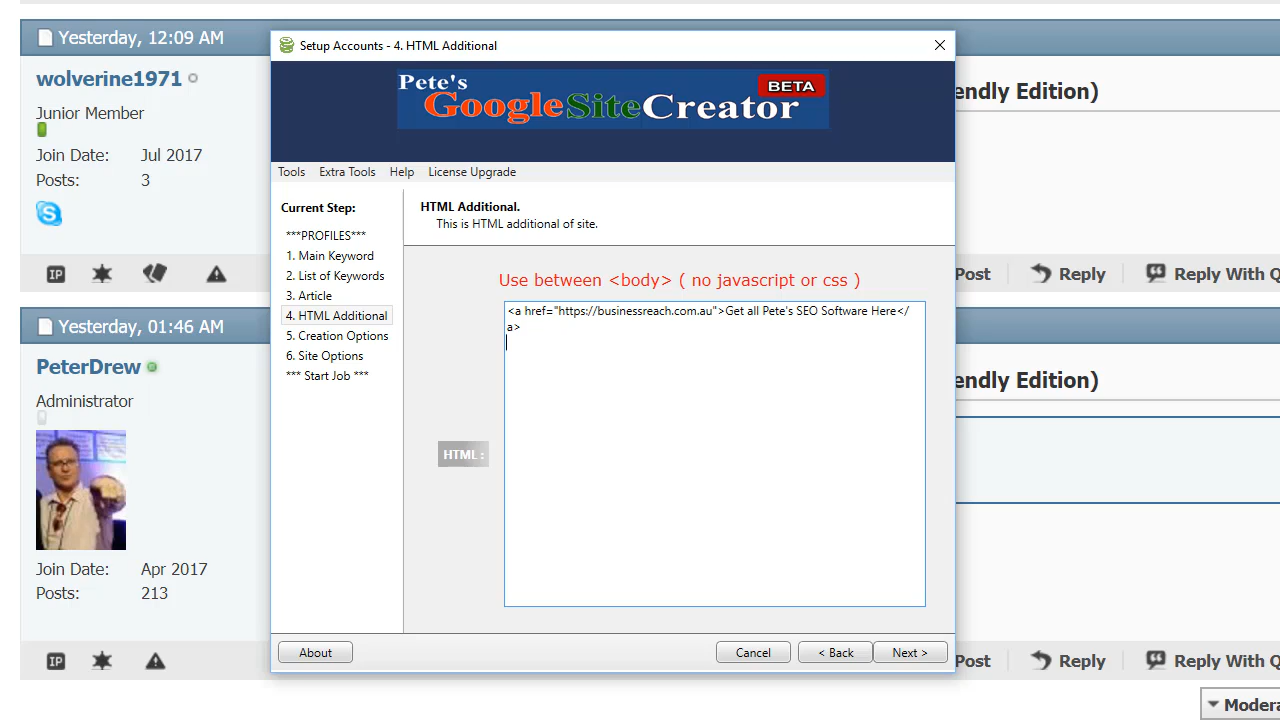 Yesterday, 12:09 AM
wolverine1971
Junior Member
Join Date: Jul 2017
Posts: 3
IP
Setup Accounts - 4. HTML Additional
Pete's GoogleSiteCreator BETA
Tools Extra Tools Help License Upgrade
Current Step:
***PROFILES***
1. Main Keyword
2. List of Keywords
3. Article
4. HTML Additional
5. Creation Options
6. Site Options
*** Start Job ***
HTML Additional.
This is HTML additional of site.
Use between <body> ( no javascript or css )
HTML :
<a href="https://businessreach.com.au">Get all Pete's SEO Software Here</
a>
About Cancel < Back Next >
endly Edition)
Post Reply Reply With Q
Yesterday, 01:46 AM
PeterDrew
Administrator
Join Date: Apr 2017
Posts: 213
IP
endly Edition)
Post Reply Reply With Q
Modera